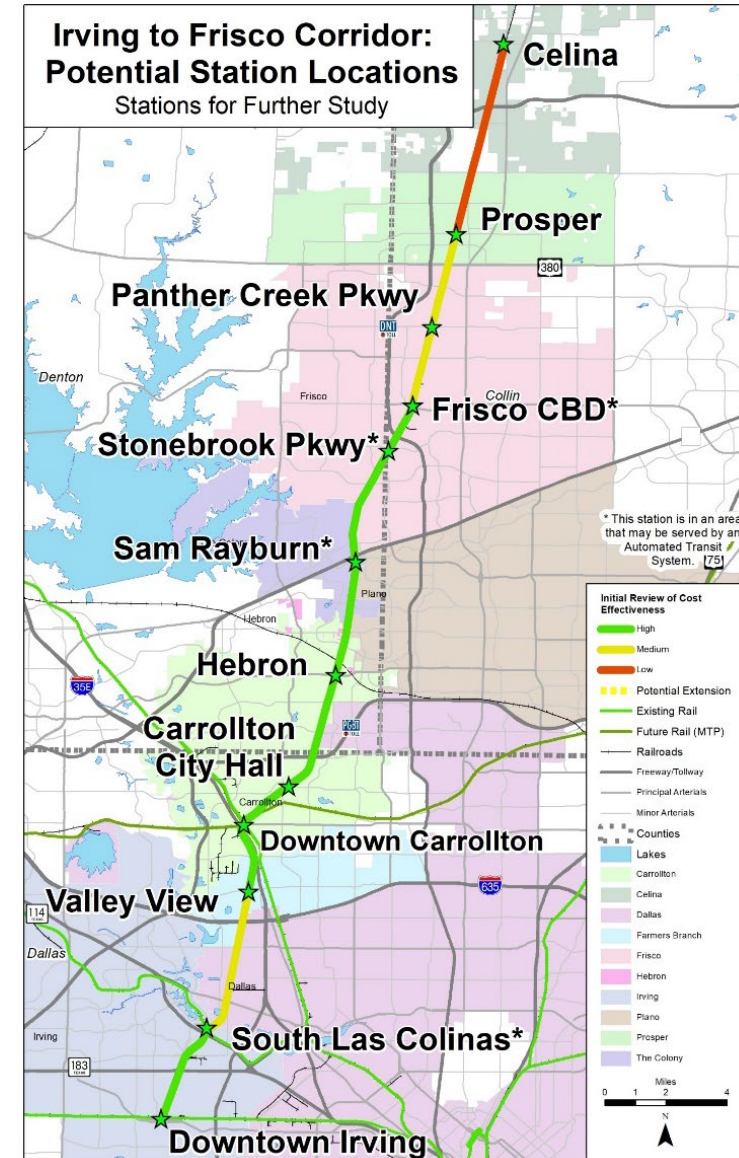 Irving to Frisco Corridor:
Potential Station Locations
Stations for Further Study
Celina
Prosper
380
Panther Creek Pkwy
DNT
TOLL
Denton
Frisco
Collin
Frisco CBD*
Stonebrook Pkwy*
* This station is in an area
that may be served by an
Automated Transit
System.
75
Sam Rayburn*
Plano
Hebron
Hebron
35E
Carrollton
City Hall
PGBT
TOLL
Carrollton
Downtown Carrollton
Valley View
635
114
TEXAS
Dallas
Dallas
Irving
South Las Colinas*
183
TEXAS
Downtown Irving
Initial Review of Cost
Effectiveness
High
Medium
Low
Potential Extension
Existing Rail
Future Rail (MTP)
Railroads
Freeway/Tollway
Principal Arterials
Minor Arterials
Counties
Lakes
Carrollton
Celina
Dallas
Farmers Branch
Frisco
Hebron
Irving
Plano
Prosper
The Colony
Miles
0 2 4
N